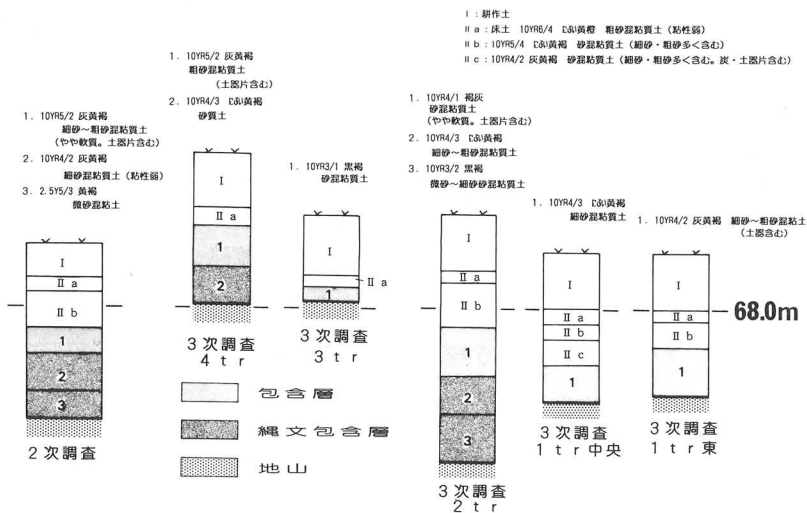 Ⅰ：耕作土
Ⅱa：床土 10YR6/4 にぶい黄橙 粗砂混粘質土（粘性弱）
Ⅱb：10YR5/4 にぶい黄褐 砂混粘質土（細砂・粗砂多く含む）
Ⅱc：10YR4/2 灰黄褐 砂混粘質土（細砂・粗砂多く含む。炭・土器片含む）
1．10YR5/2 灰黄褐
細砂～粗砂混粘質土
（やや軟質。土器片含む）
2．10YR4/2 灰黄褐
細砂混粘質土（粘性弱）
3．2.5Y5/3 黄褐
微砂混粘土
Ⅰ
Ⅱa
Ⅱb
1
2
3
2次調査
1．10YR5/2 灰黄褐
粗砂混粘質土
（土器片含む）
2．10YR4/3 にぶい黄褐
砂質土
Ⅰ
Ⅱa
1
2
3次調査
4tr
1．10YR3/1 黒褐
砂混粘質土
Ⅰ
Ⅱa
1
3次調査
3tr
包含層
縄文包含層
地山
1．10YR4/1 褐灰
砂混粘質土
（やや軟質。土器片含む）
2．10YR4/3 にぶい黄褐
細砂～粗砂混粘質土
3．10YR3/2 黒褐
微砂～細砂砂混粘質土
Ⅰ
Ⅱa
Ⅱb
1
2
3
3次調査
2tr
1．10YR4/3 にぶい黄褐
細砂混粘質土
Ⅰ
Ⅱa
Ⅱb
Ⅱc
1
3次調査
1tr中央
1．10YR4/2 灰黄褐 細砂～粗砂混粘質土
（土器含む）
Ⅰ
Ⅱa
Ⅱb
1
3次調査
1tr東
68.0m